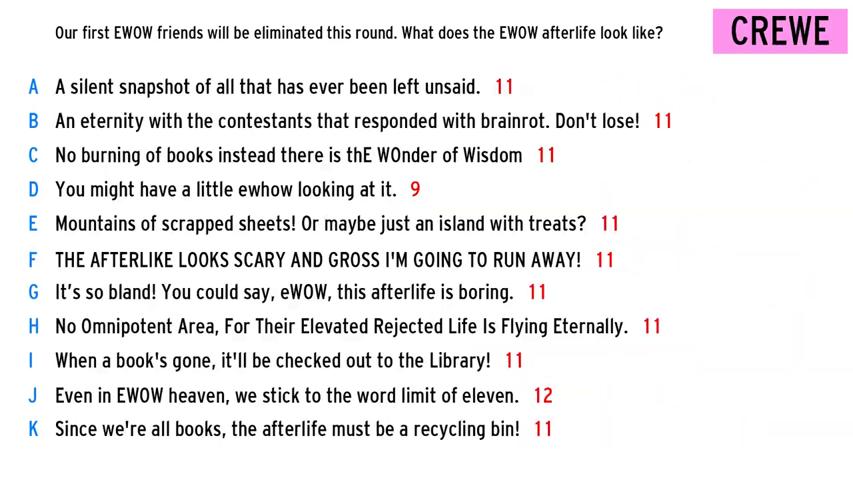 Our first EWOW friends will be eliminated this round. What does the EWOW afterlife look like?
CREWE
A A silent snapshot of all that has ever been left unsaid. 11
B An eternity with the contestants that responded with brainrot. Don't lose! 11
C No burning of books instead there is thE WOnder of Wisdom 11
D You might have a little ewhow looking at it. 9
E Mountains of scrapped sheets! Or maybe just an island with treats? 11
F THE AFTERLIKE LOOKS SCARY AND GROSS I'M GOING TO RUN AWAY! 11
G It's so bland! You could say, eWOW, this afterlife is boring. 11
H No Omnipotent Area, For Their Elevated Rejected Life Is Flying Eternally. 11
I When a book's gone, it'll be checked out to the Library! 11
J Even in EWOW heaven, we stick to the word limit of eleven. 12
K Since we're all books, the afterlife must be a recycling bin! 11